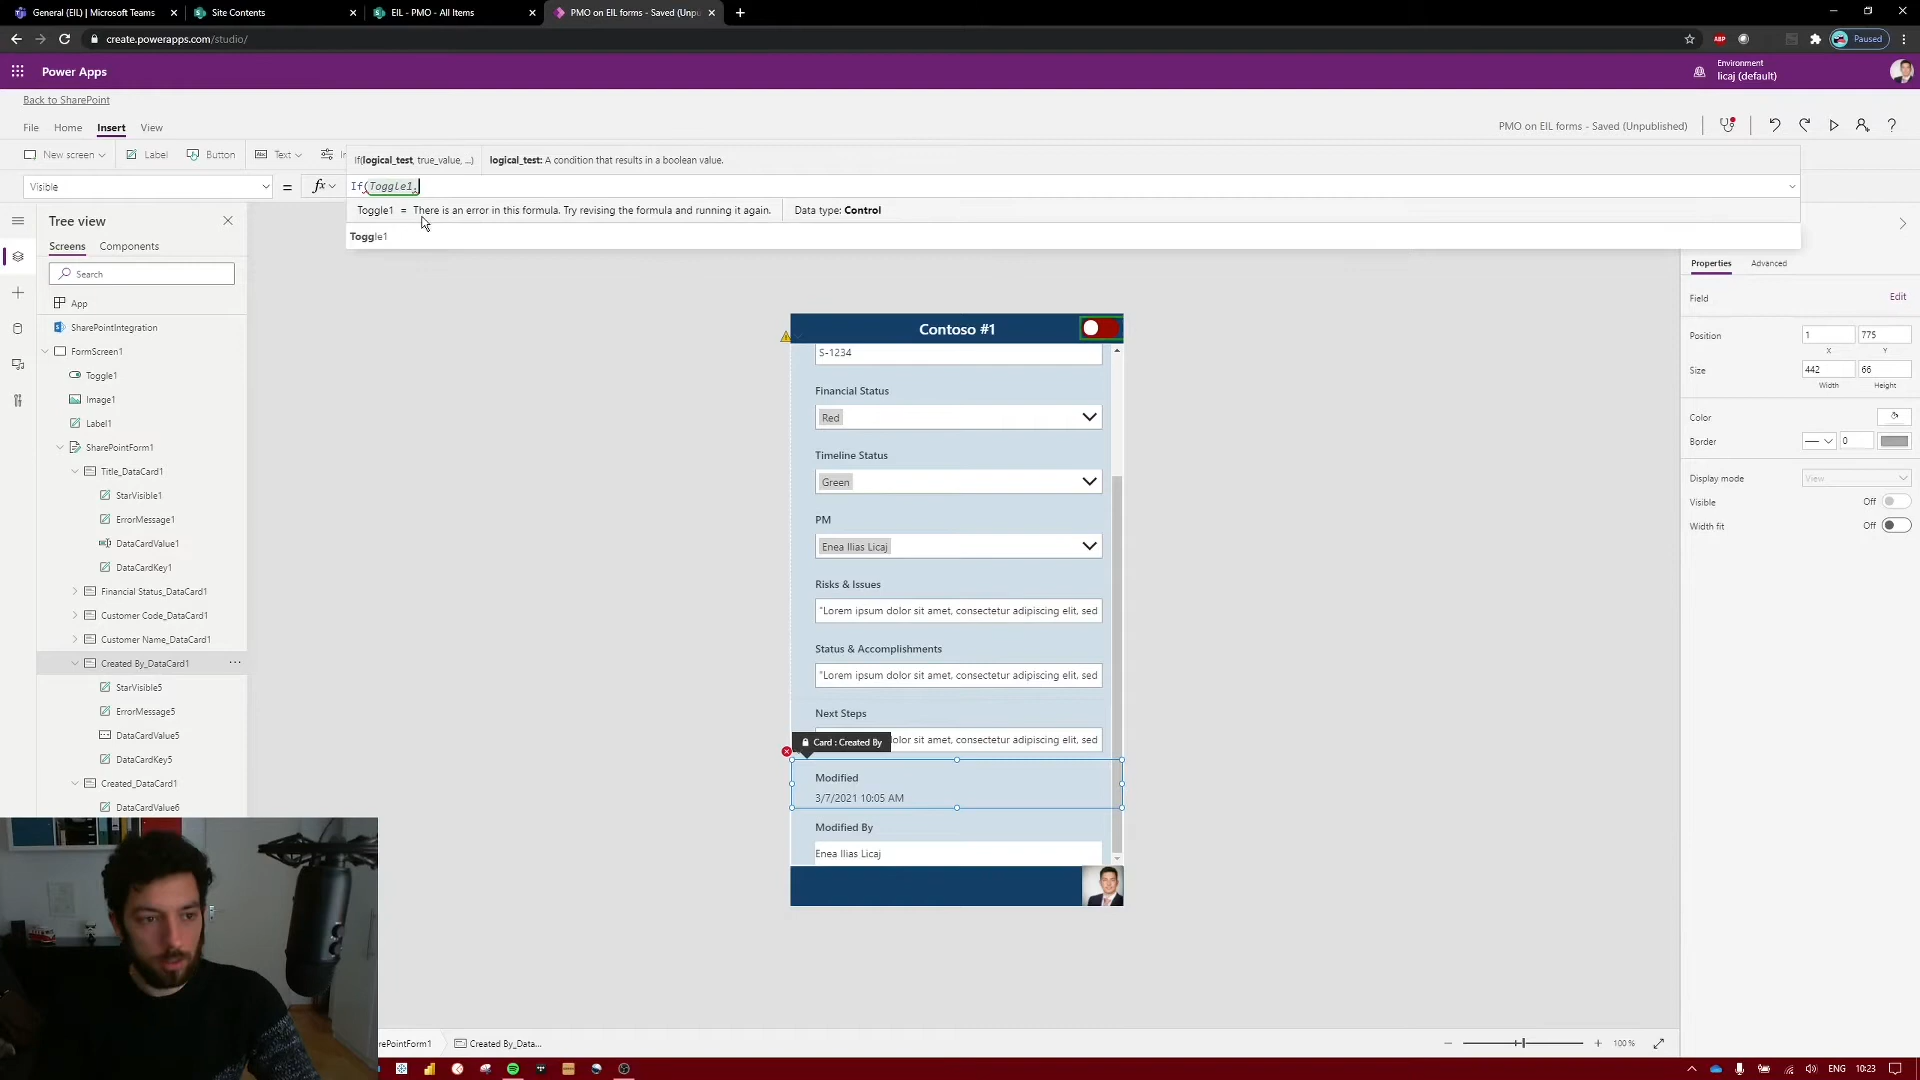 General (EIL) | Microsoft Teams
Site Contents
EIL - PMO - All Items
PMO on EIL forms - Saved (Unpu
create.powerapps.com/studio/
ABP
Paused
Power Apps
Environment
licaj (default)
Back to SharePoint
File
Home
Insert
View
PMO on EIL forms - Saved (Unpublished)
New screen
Label
Button
Text
If(logical_test, true_value, ...)
logical_test: A condition that results in a boolean value.
Visible
=
fx
If(Toggle1.
Toggle1 = There is an error in this formula. Try revising the formula and running it again.
Data type: Control
Toggle1
Tree view
Screens
Components
Search
App
SharePointIntegration
FormScreen1
Toggle1
Image1
Label1
SharePointForm1
Title_DataCard1
StarVisible1
ErrorMessage1
DataCardValue1
DataCardKey1
Financial Status_DataCard1
Customer Code_DataCard1
Customer Name_DataCard1
Created By_DataCard1
StarVisible5
ErrorMessage5
DataCardValue5
DataCardKey5
Created_DataCard1
DataCardValue6
Contoso #1
S-1234
Financial Status
Red
Timeline Status
Green
PM
Enea Ilias Licaj
Risks & Issues
"Lorem ipsum dolor sit amet, consectetur adipiscing elit, sed
Status & Accomplishments
"Lorem ipsum dolor sit amet, consectetur adipiscing elit, sed
Next Steps
Card : Created By
olor sit amet, consectetur adipiscing elit, sed
Modified
3/7/2021 10:05 AM
Modified By
Enea Ilias Licaj
Properties
Advanced
Field
Edit
Position
1
775
X
Y
Size
442
66
Width
Height
Color
Border
0
Display mode
View
Visible
Off
Width fit
Off
rePointForm1
Created By_Data...
100 %
ENG
10:23